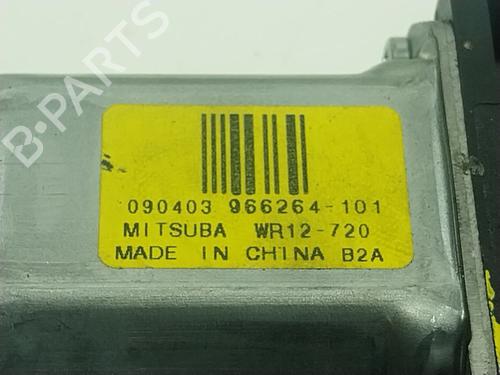 B-PARTS
090403 966264-101
MITSUBA WR12-720
MADE IN CHINA B2A